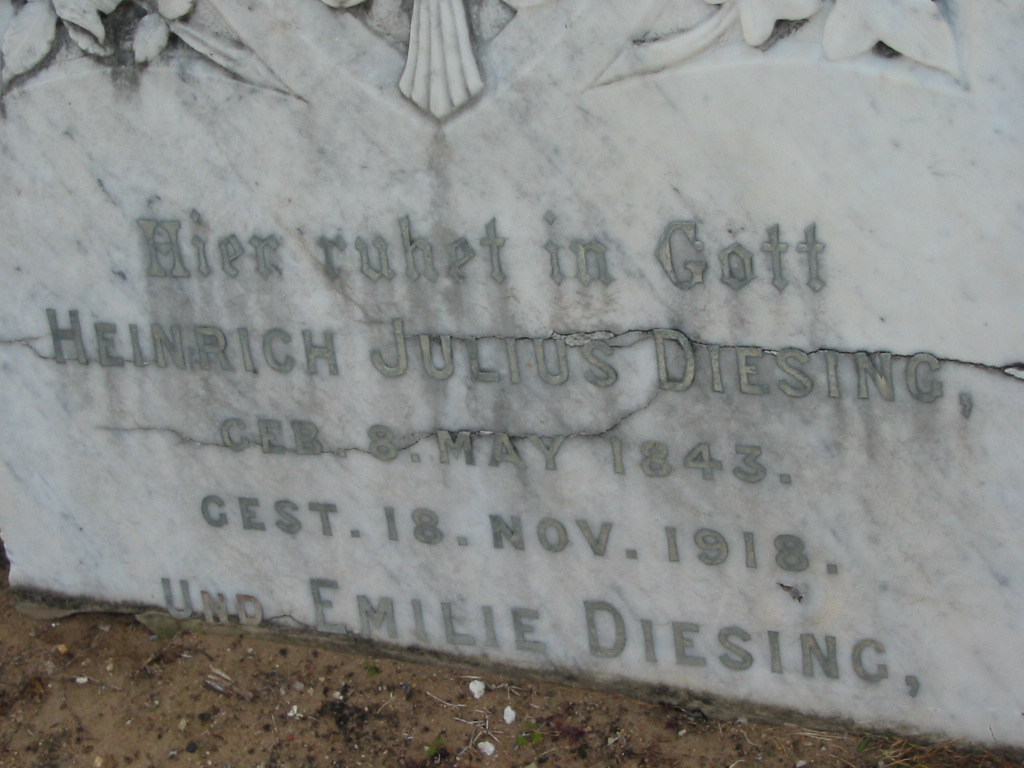 Hier ruhet in Gott
HEINRICH JULIUS DIESING,
GEB. 8. MAY 1843.
GEST. 18. NOV. 1918.
UND EMILIE DIESING,